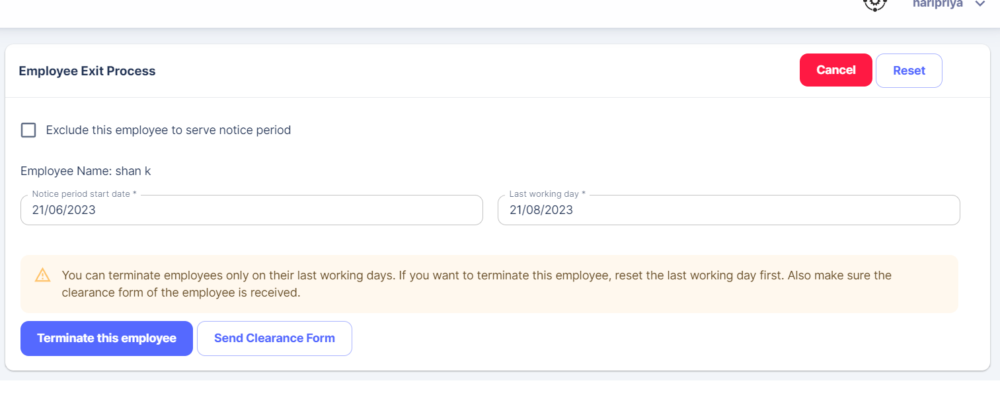 haripriya
Employee Exit Process
Cancel
Reset
Exclude this employee to serve notice period
Employee Name: shan k
Notice period start date *
21/06/2023
Last working day *
21/08/2023
You can terminate employees only on their last working days. If you want to terminate this employee, reset the last working day first. Also make sure the
clearance form of the employee is received.
Terminate this employee
Send Clearance Form